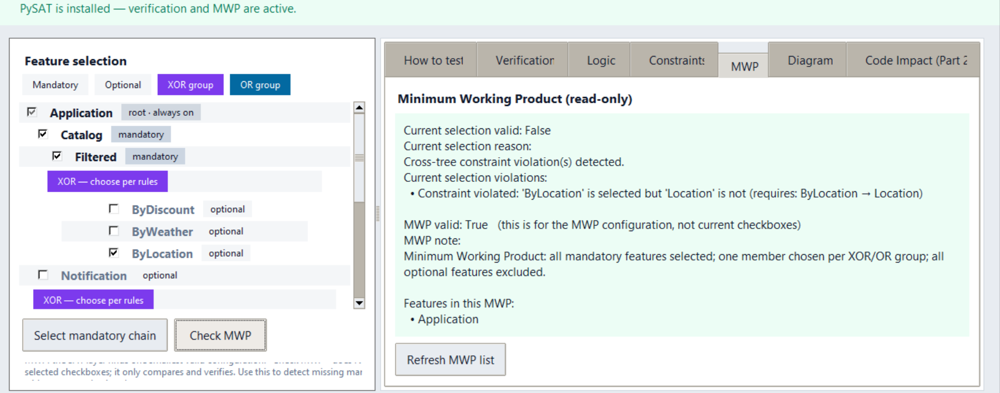 PySAT is installed — verification and MWP are active.
Feature selection
Mandatory
Optional
XOR group
OR group
Application
root · always on
Catalog
mandatory
Filtered
mandatory
XOR — choose per rules
ByDiscount
optional
ByWeather
optional
ByLocation
optional
Notification
optional
XOR — choose per rules
Select mandatory chain
Check MWP
selected checkboxes; it only compares and verifies. Use this to detect missing
How to test
Verification
Logic
Constraints
MWP
Diagram
Code Impact (Part 2
Minimum Working Product (read-only)
Current selection valid: False
Current selection reason:
Cross-tree constraint violation(s) detected.
Current selection violations:
• Constraint violated: 'ByLocation' is selected but 'Location' is not (requires: ByLocation → Location)
MWP valid: True (this is for the MWP configuration, not current checkboxes)
MWP note:
Minimum Working Product: all mandatory features selected; one member chosen per XOR/OR group; all
optional features excluded.
Features in this MWP:
• Application
Refresh MWP list